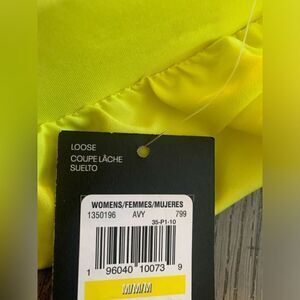 LOOSE
COUPE LÂCHE
SUELTO
WOMENS/FEMMES/MUJERES
1350196 AVY 799
35-P1-10
1 96040 10073 9
M/M/M